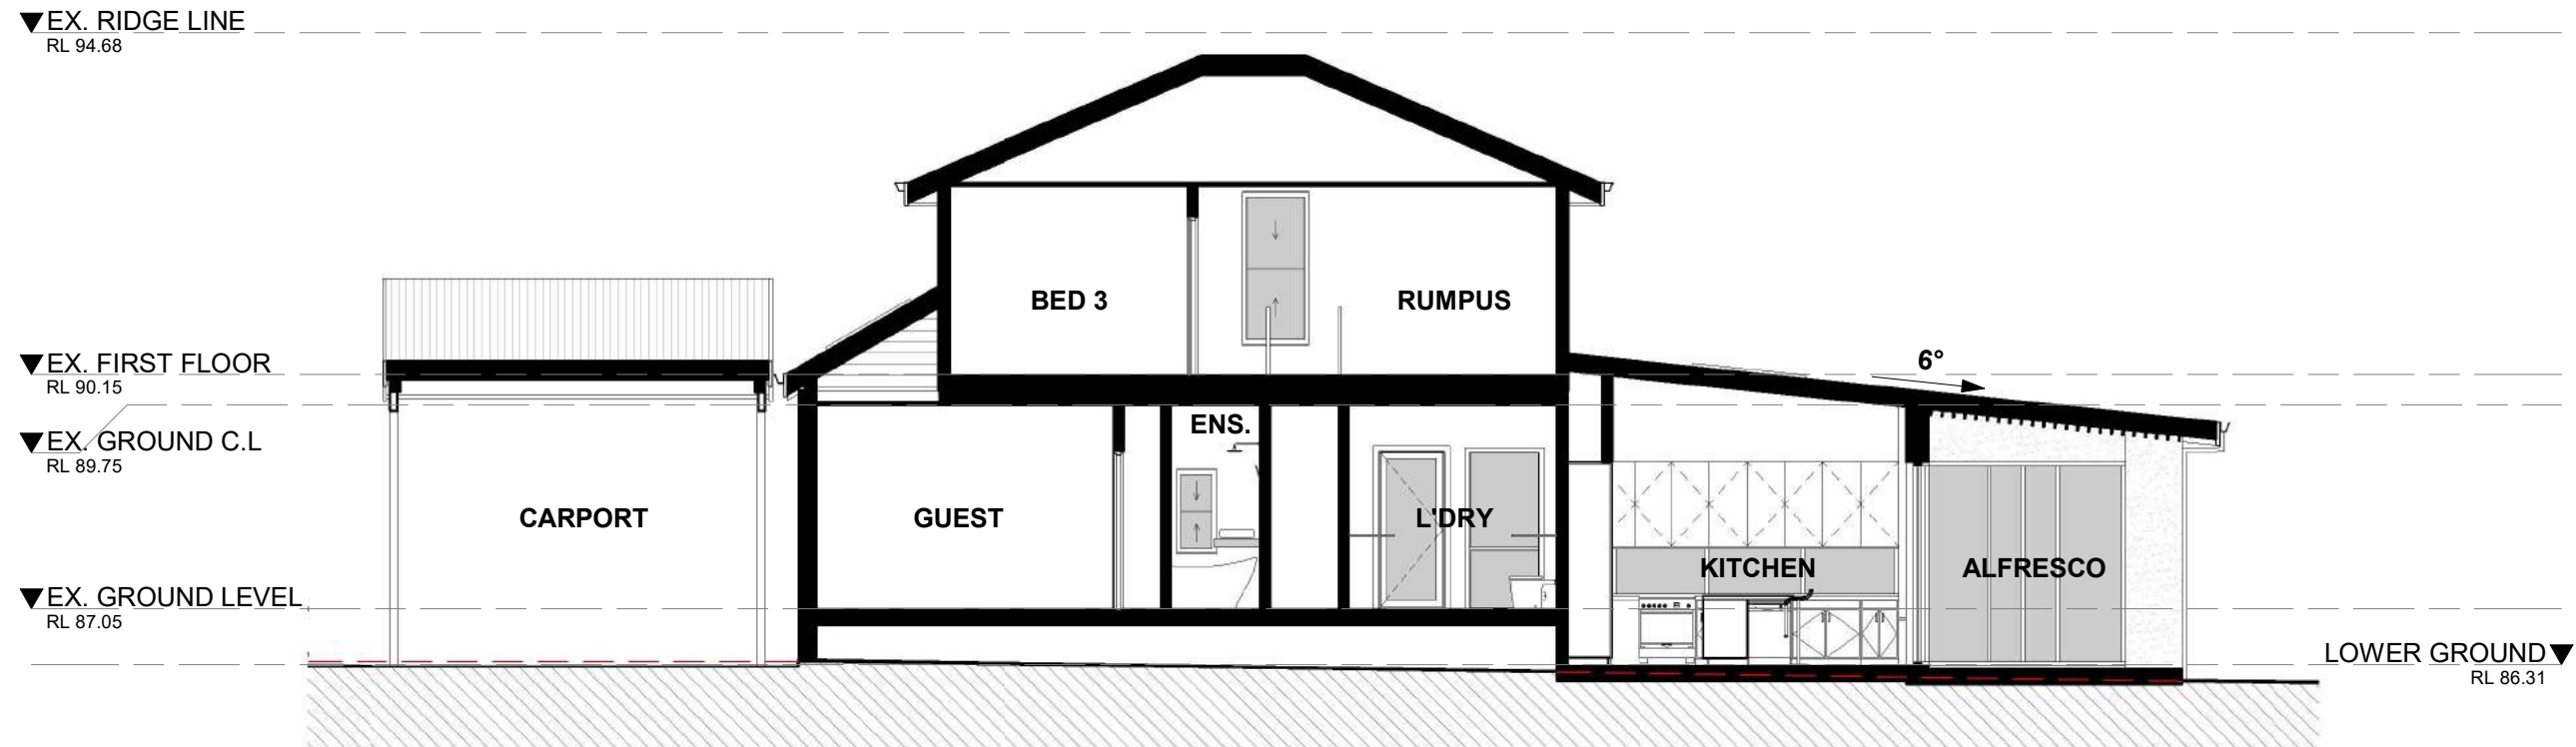 EX. RIDGE LINE
RL 94.68
BED 3
RUMPUS
EX. FIRST FLOOR
RL 90.15
6°
EX. GROUND C.L
RL 89.75
ENS.
CARPORT
GUEST
L'DRY
KITCHEN
ALFRESCO
EX. GROUND LEVEL
RL 87.05
LOWER GROUND
RL 86.31